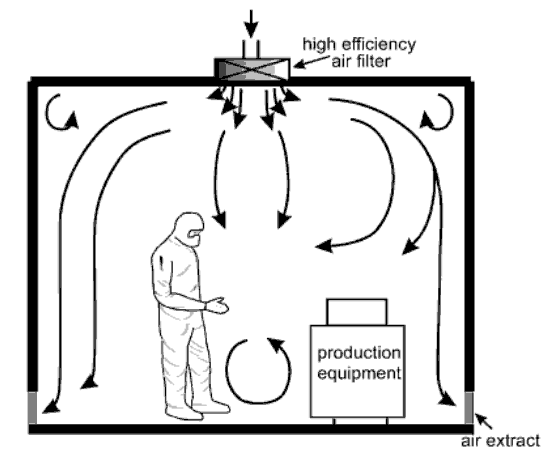 high efficiency
air filter
production
equipment
air extract